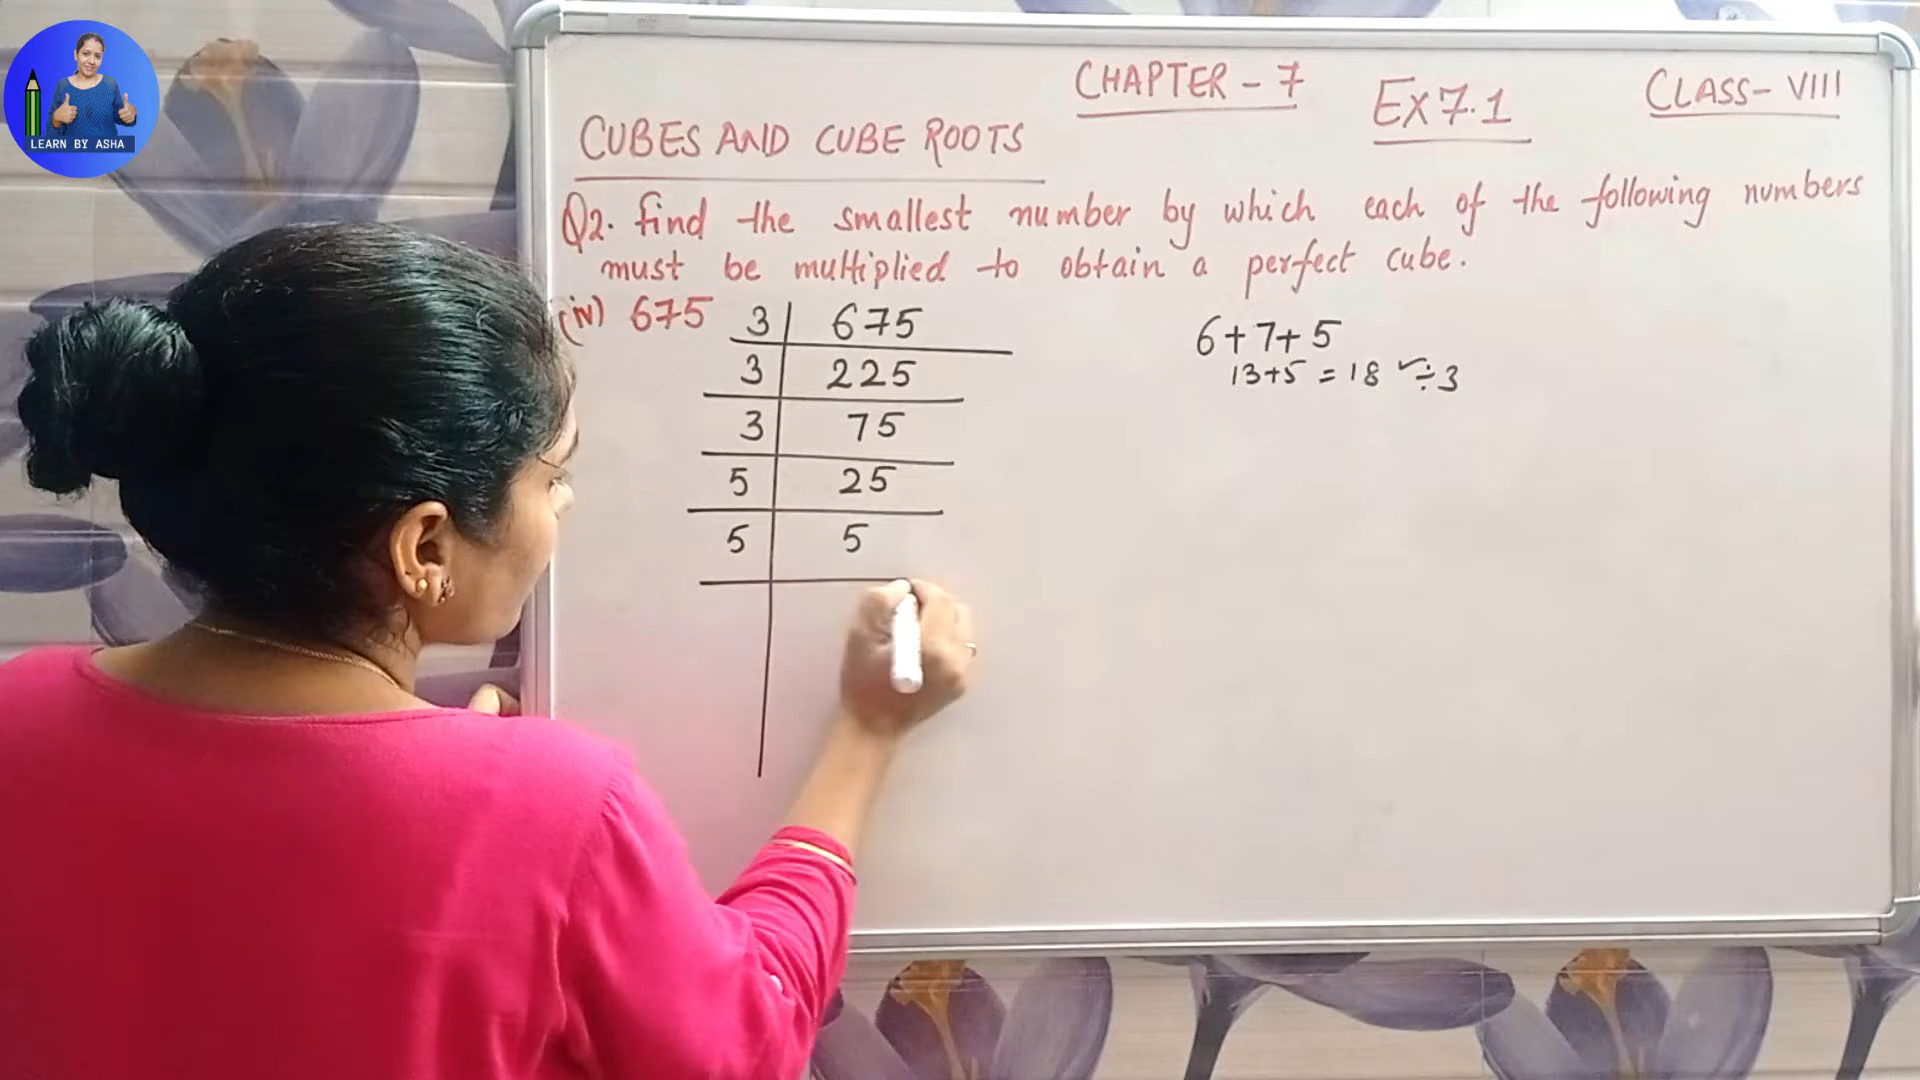 LEARN BY ASHA
CHAPTER - 7
EX 7.1
CLASS- VIII
CUBES AND CUBE ROOTS
Q2. find the smallest number by which each of the following numbers
must be multiplied to obtain a perfect cube.
(iv) 675
3 | 675
3 | 225
3 | 75
5 | 25
5 | 5
6+7+5
13+5 = 18 ✓ ÷3